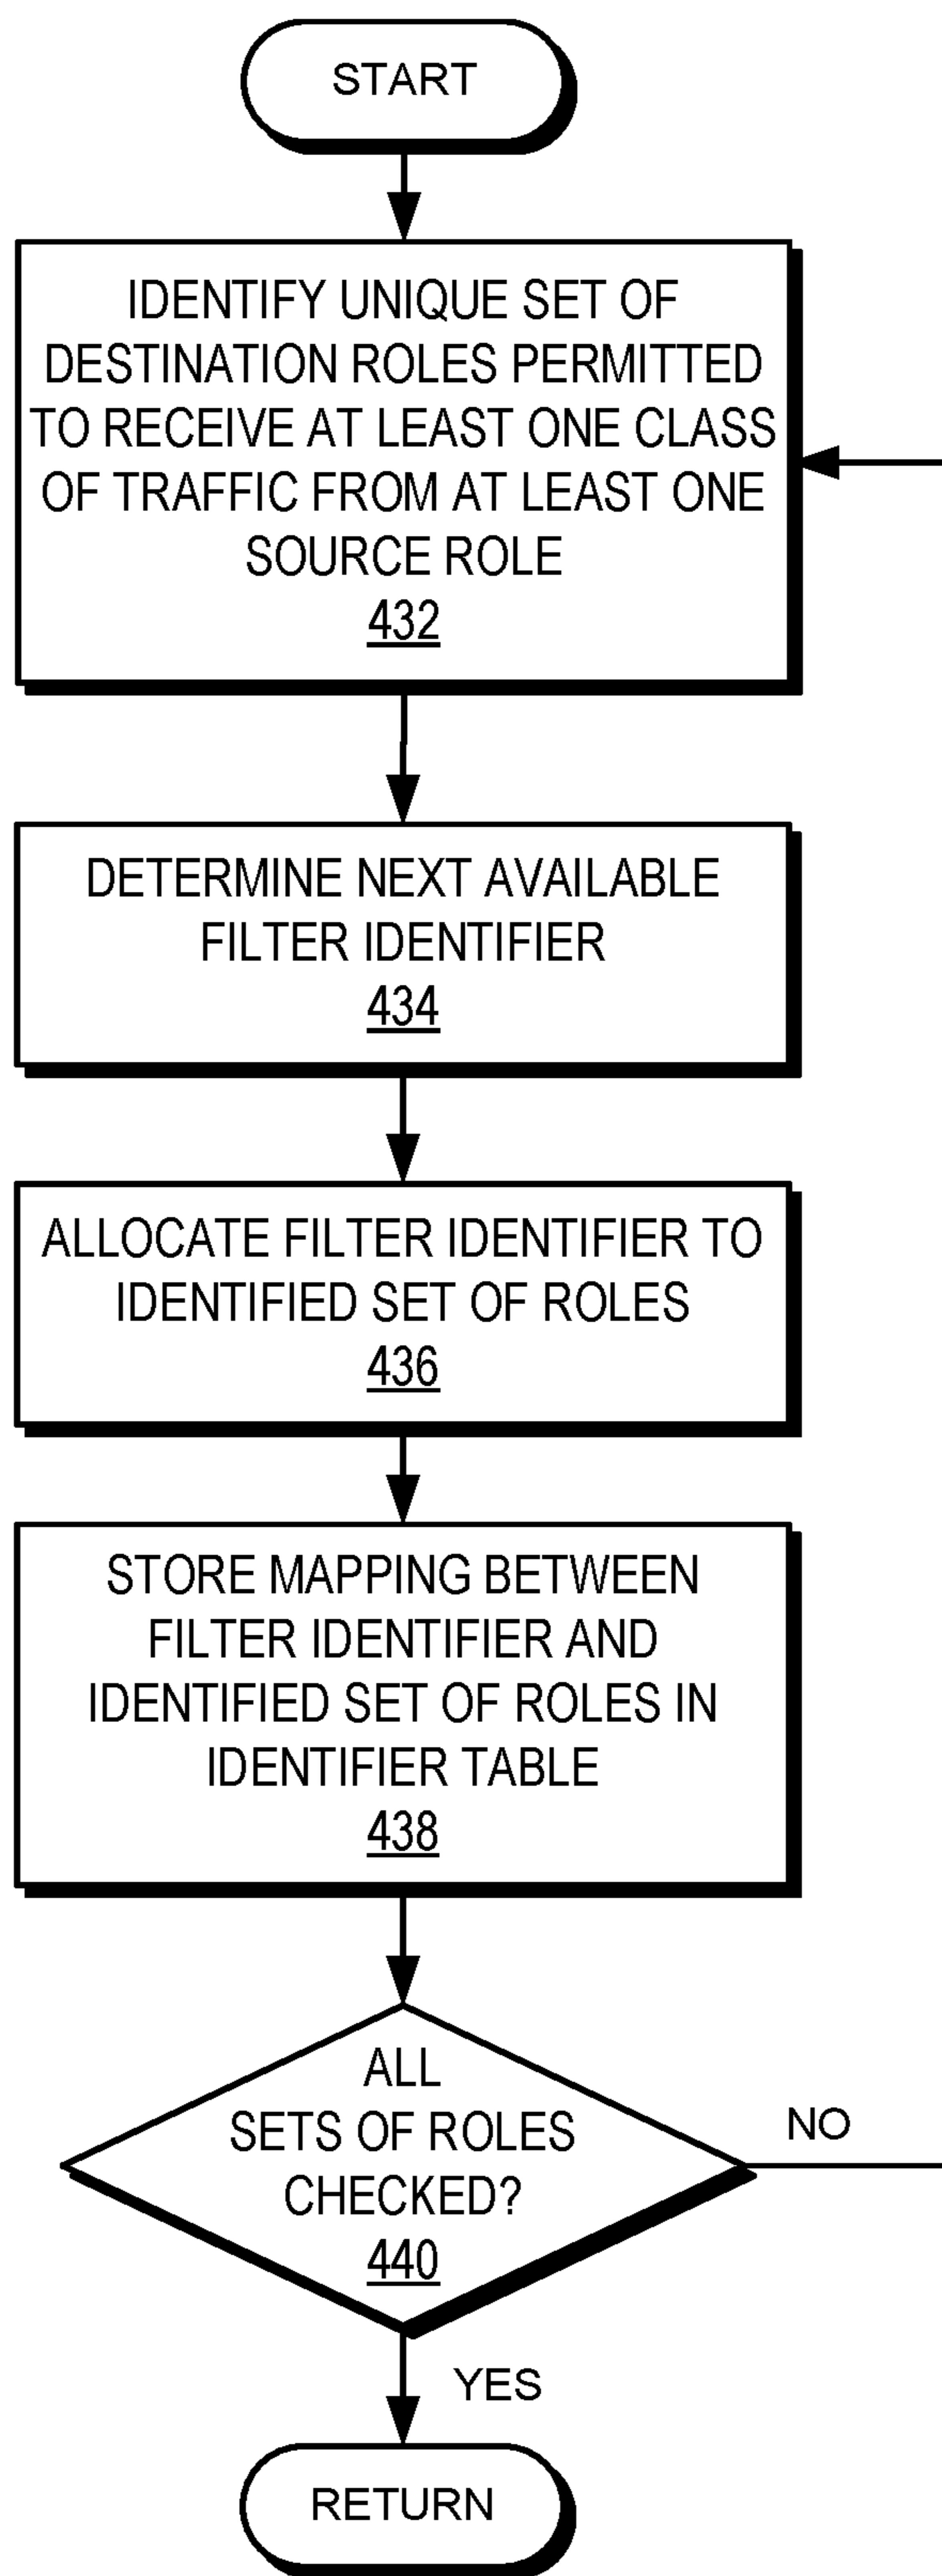 START
IDENTIFY UNIQUE SET OF
DESTINATION ROLES PERMITTED
TO RECEIVE AT LEAST ONE CLASS
OF TRAFFIC FROM AT LEAST ONE
SOURCE ROLE
432
DETERMINE NEXT AVAILABLE
FILTER IDENTIFIER
434
ALLOCATE FILTER IDENTIFIER TO
IDENTIFIED SET OF ROLES
436
STORE MAPPING BETWEEN
FILTER IDENTIFIER AND
IDENTIFIED SET OF ROLES IN
IDENTIFIER TABLE
438
ALL
SETS OF ROLES
CHECKED?
440
NO
YES
RETURN